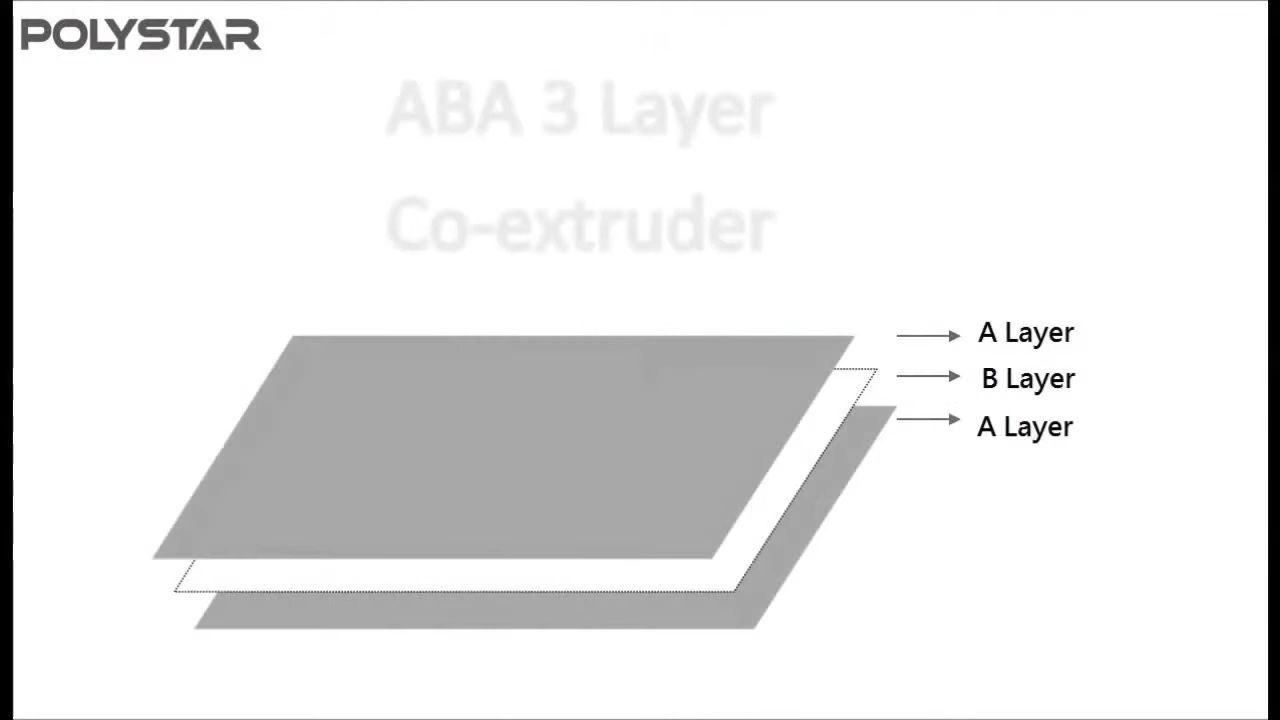 POLYSTAR
ABA 3 Layer
Co-extruder
A Layer
B Layer
A Layer